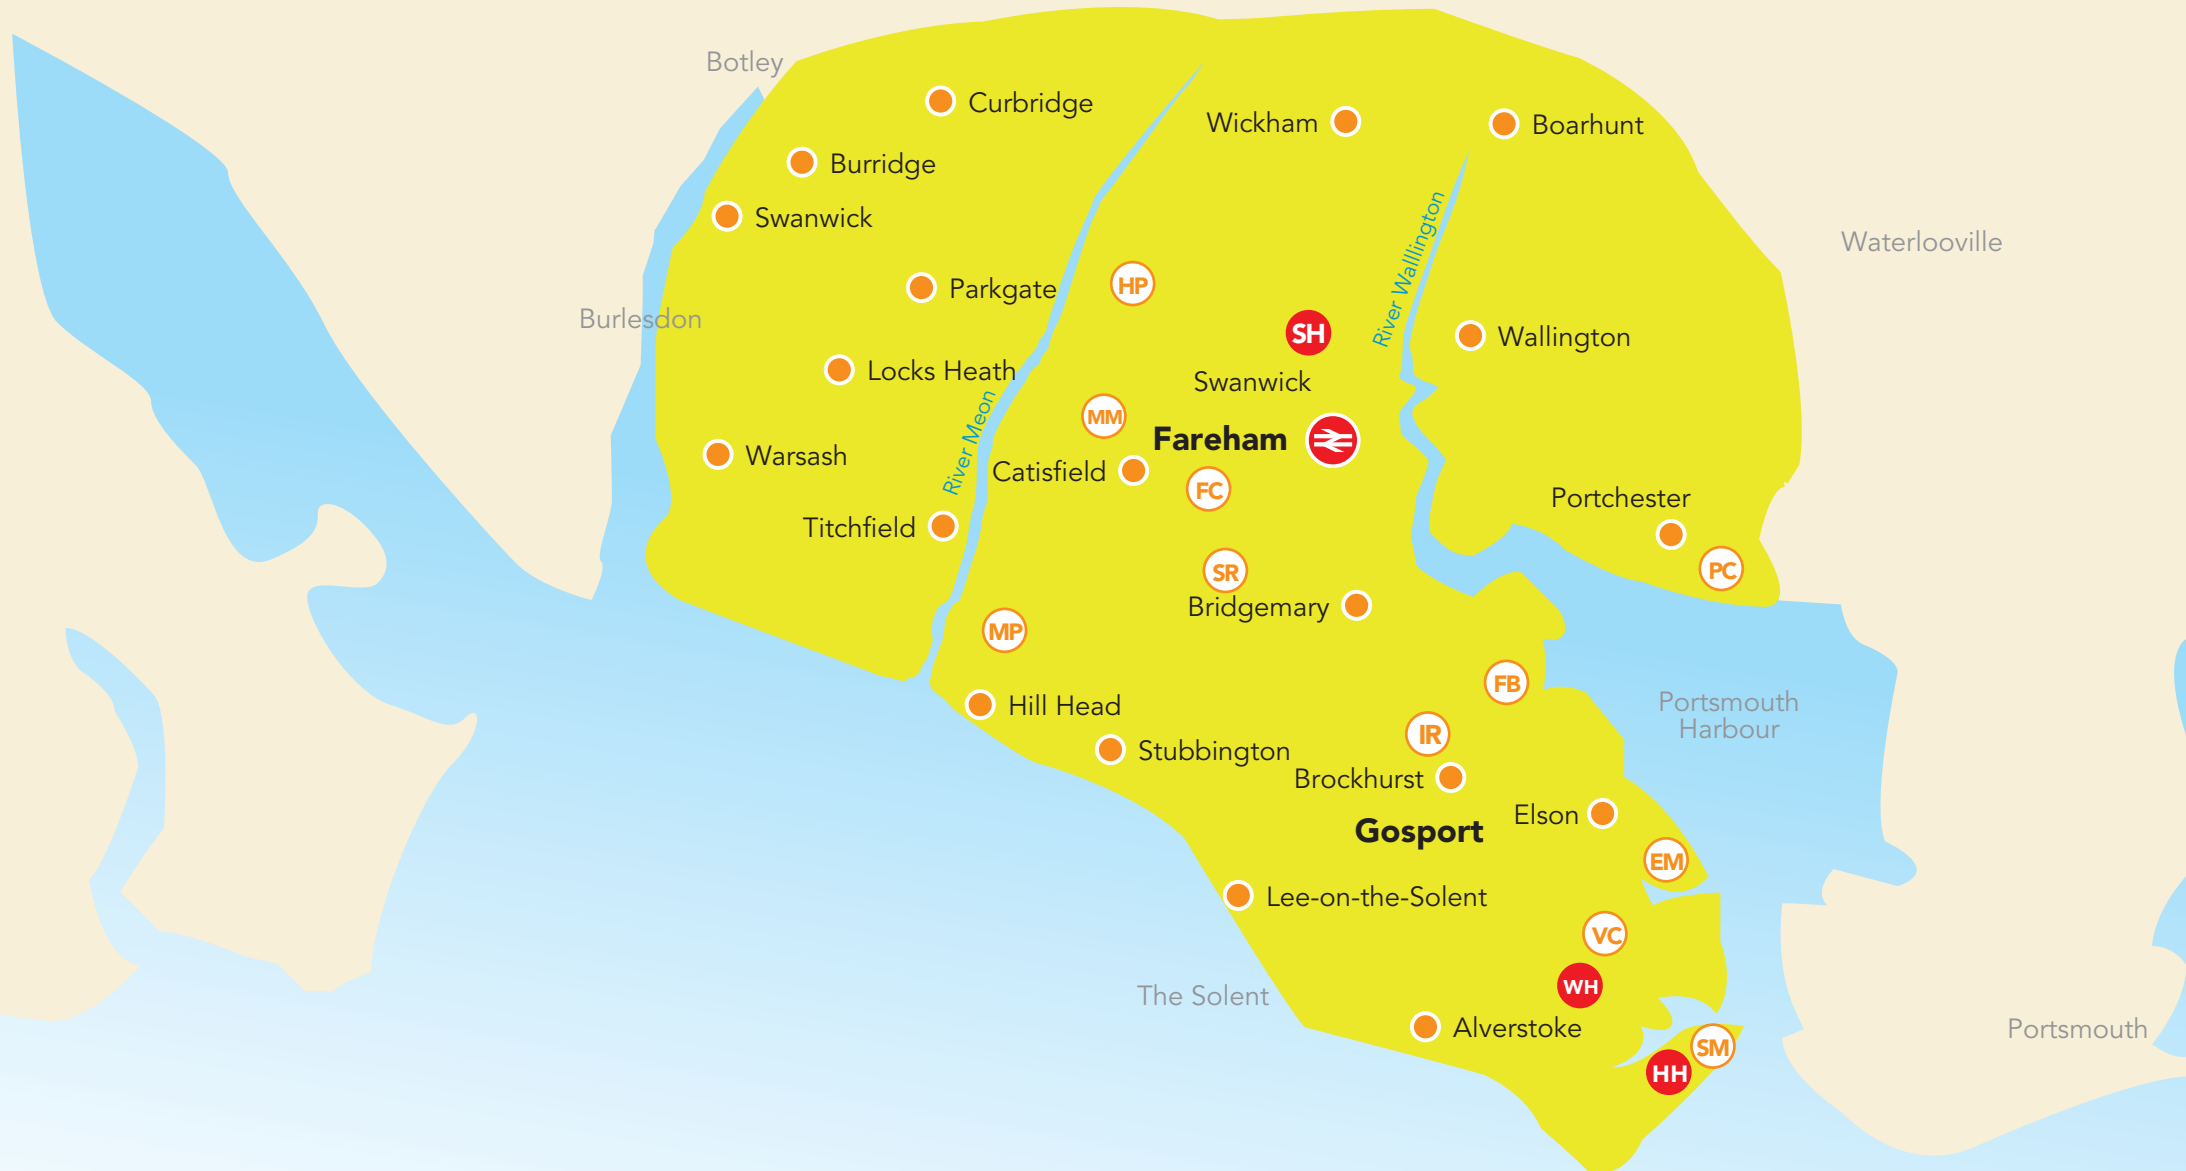 Botley
Curbridge
Wickham
Boarhunt
Burridge
Swanwick
River Walllington
Waterlooville
Parkgate
HP
Burlesdon
SH
Wallington
Locks Heath
Swanwick
River Meon
MM
Fareham
Warsash
Catisfield
FC
Portchester
Titchfield
SR
PC
Bridgemary
MP
FB
Hill Head
Portsmouth
Harbour
IR
Stubbington
Brockhurst
Elson
Gosport
EM
Lee-on-the-Solent
VC
The Solent
WH
Alverstoke
Portsmouth
SM
HH